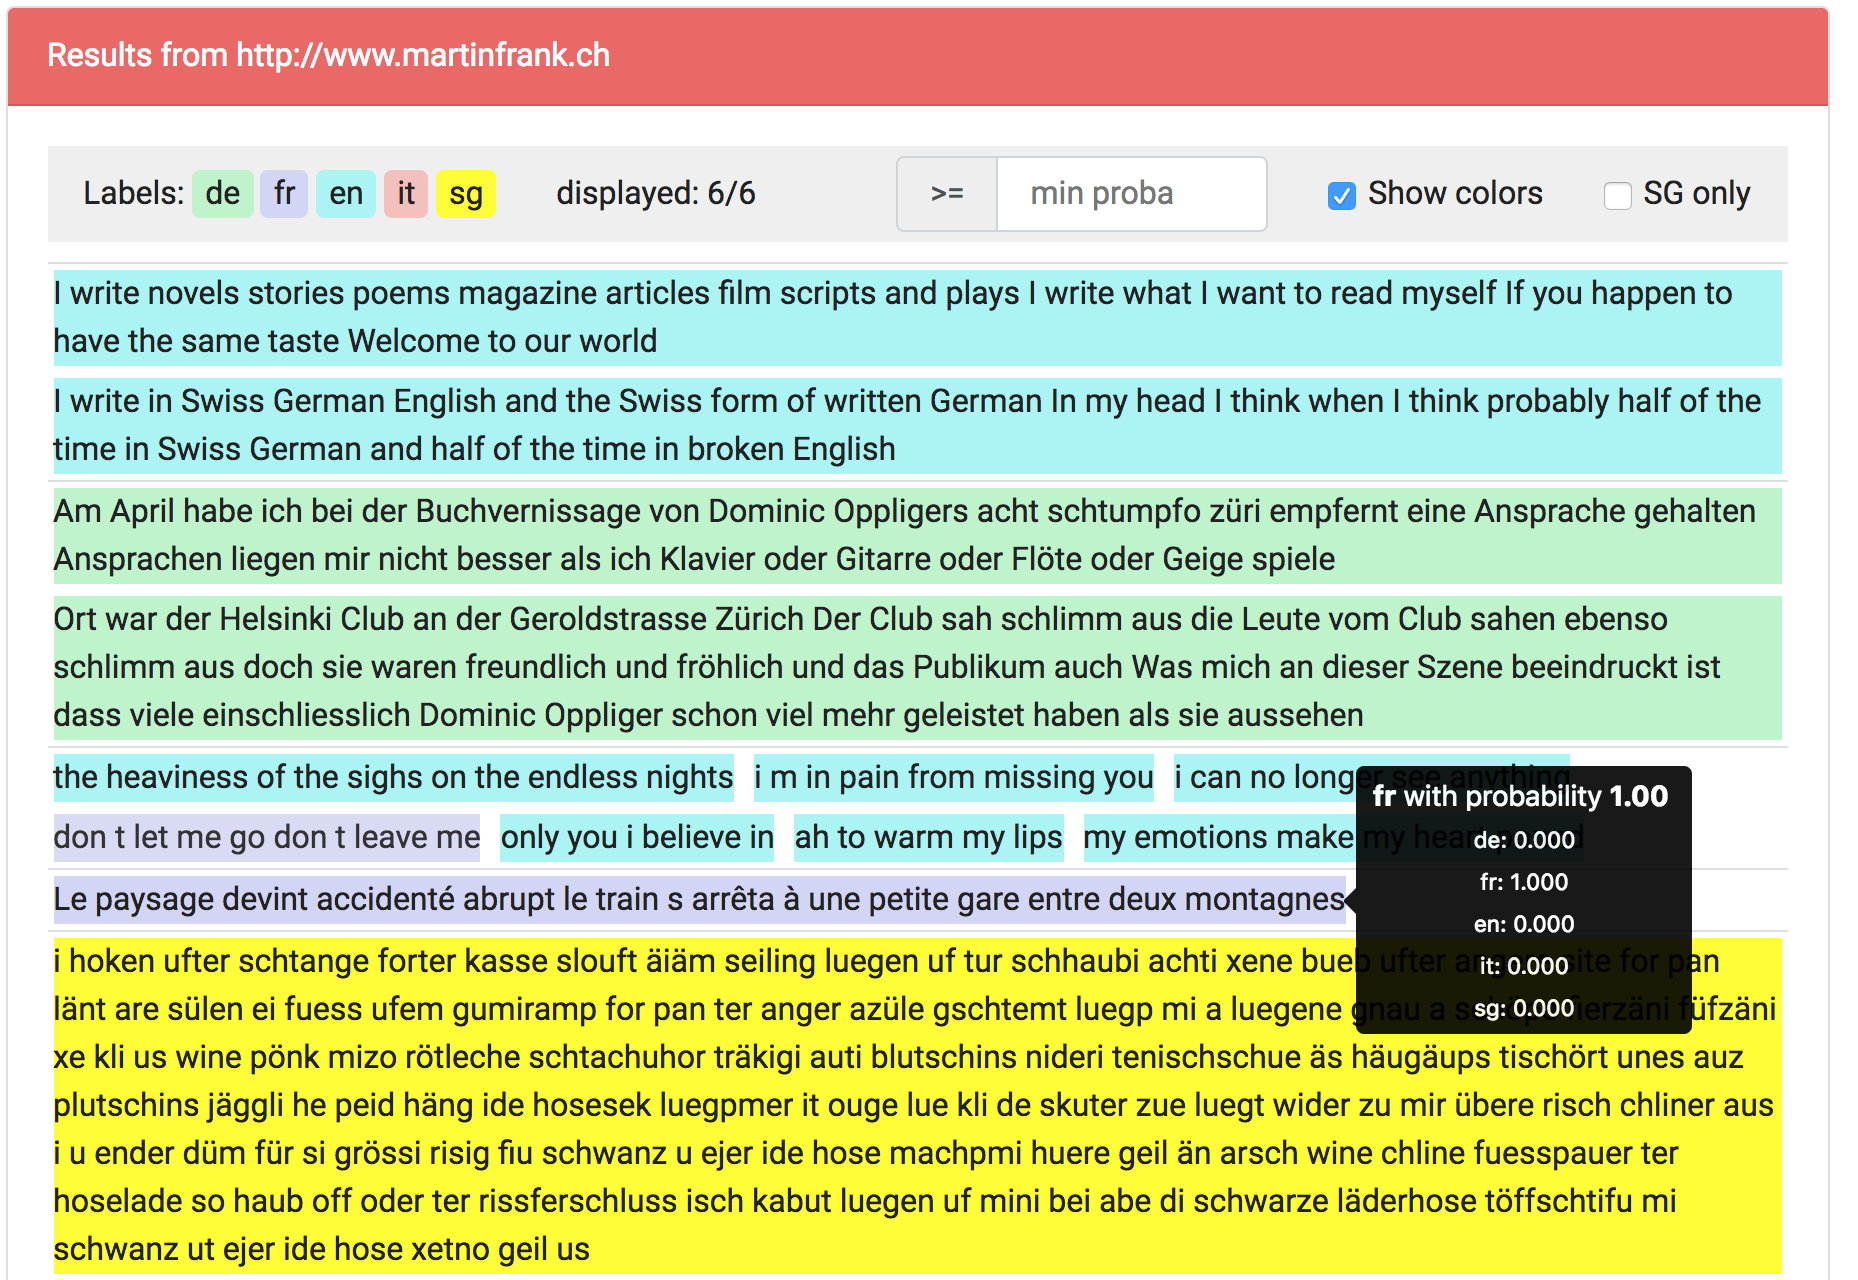 Results from http://www.martinfrank.ch
Labels: de fr en it sg displayed: 6/6 >= min proba Show colors SG only
I write novels stories poems magazine articles film scripts and plays I write what I want to read myself If you happen to
have the same taste Welcome to our world
I write in Swiss German English and the Swiss form of written German In my head I think when I think probably half of the
time in Swiss German and half of the time in broken English
Am April habe ich bei der Buchvernissage von Dominic Oppligers acht schtumpfo züri empfernt eine Ansprache gehalten
Ansprachen liegen mir nicht besser als ich Klavier oder Gitarre oder Flöte oder Geige spiele
Ort war der Helsinki Club an der Geroldstrasse Zürich Der Club sah schlimm aus die Leute vom Club sahen ebenso
schlimm aus doch sie waren freundlich und fröhlich und das Publikum auch Was mich an dieser Szene beeindruckt ist
dass viele einschliesslich Dominic Oppliger schon viel mehr geleistet haben als sie aussehen
the heaviness of the sighs on the endless nights i m in pain from missing you i can no longer see anything
don t let me go don t leave me only you i believe in ah to warm my lips my emotions make my
Le paysage devint accidenté abrupt le train s arrêta à une petite gare entre deux montagnes
fr with probability 1.00
de: 0.000
fr: 1.000
en: 0.000
it: 0.000
sg: 0.000
i hoken ufter schtange forter kasse slouft äiäm seiling luegen uf tur schhaubi achti xene bueb ufter site for pan
länt are sülen ei fuess ufem gumiramp for pan ter anger azüle gschtemt luegp mi a luegene gnau a füfzäni
xe kli us wine pönk mizo rötleche schtachuhor träkigi auti blutschins nideri tenischschue äs häugäups tischört unes auz
plutschins jäggli he peid häng ide hosesek luegpmer it ouge lue kli de skuter zue luegt wider zu mir übere risch chliner aus
i u ender düm für si grössi risig fiu schwanz u ejer ide hose machpmi huere geil än arsch wine chline fuesspauer ter
hoselade so haub off oder ter rissferschluss isch kabut luegen uf mini bei abe di schwarze läderhose töffschtifu mi
schwanz ut ejer ide hose xetno geil us